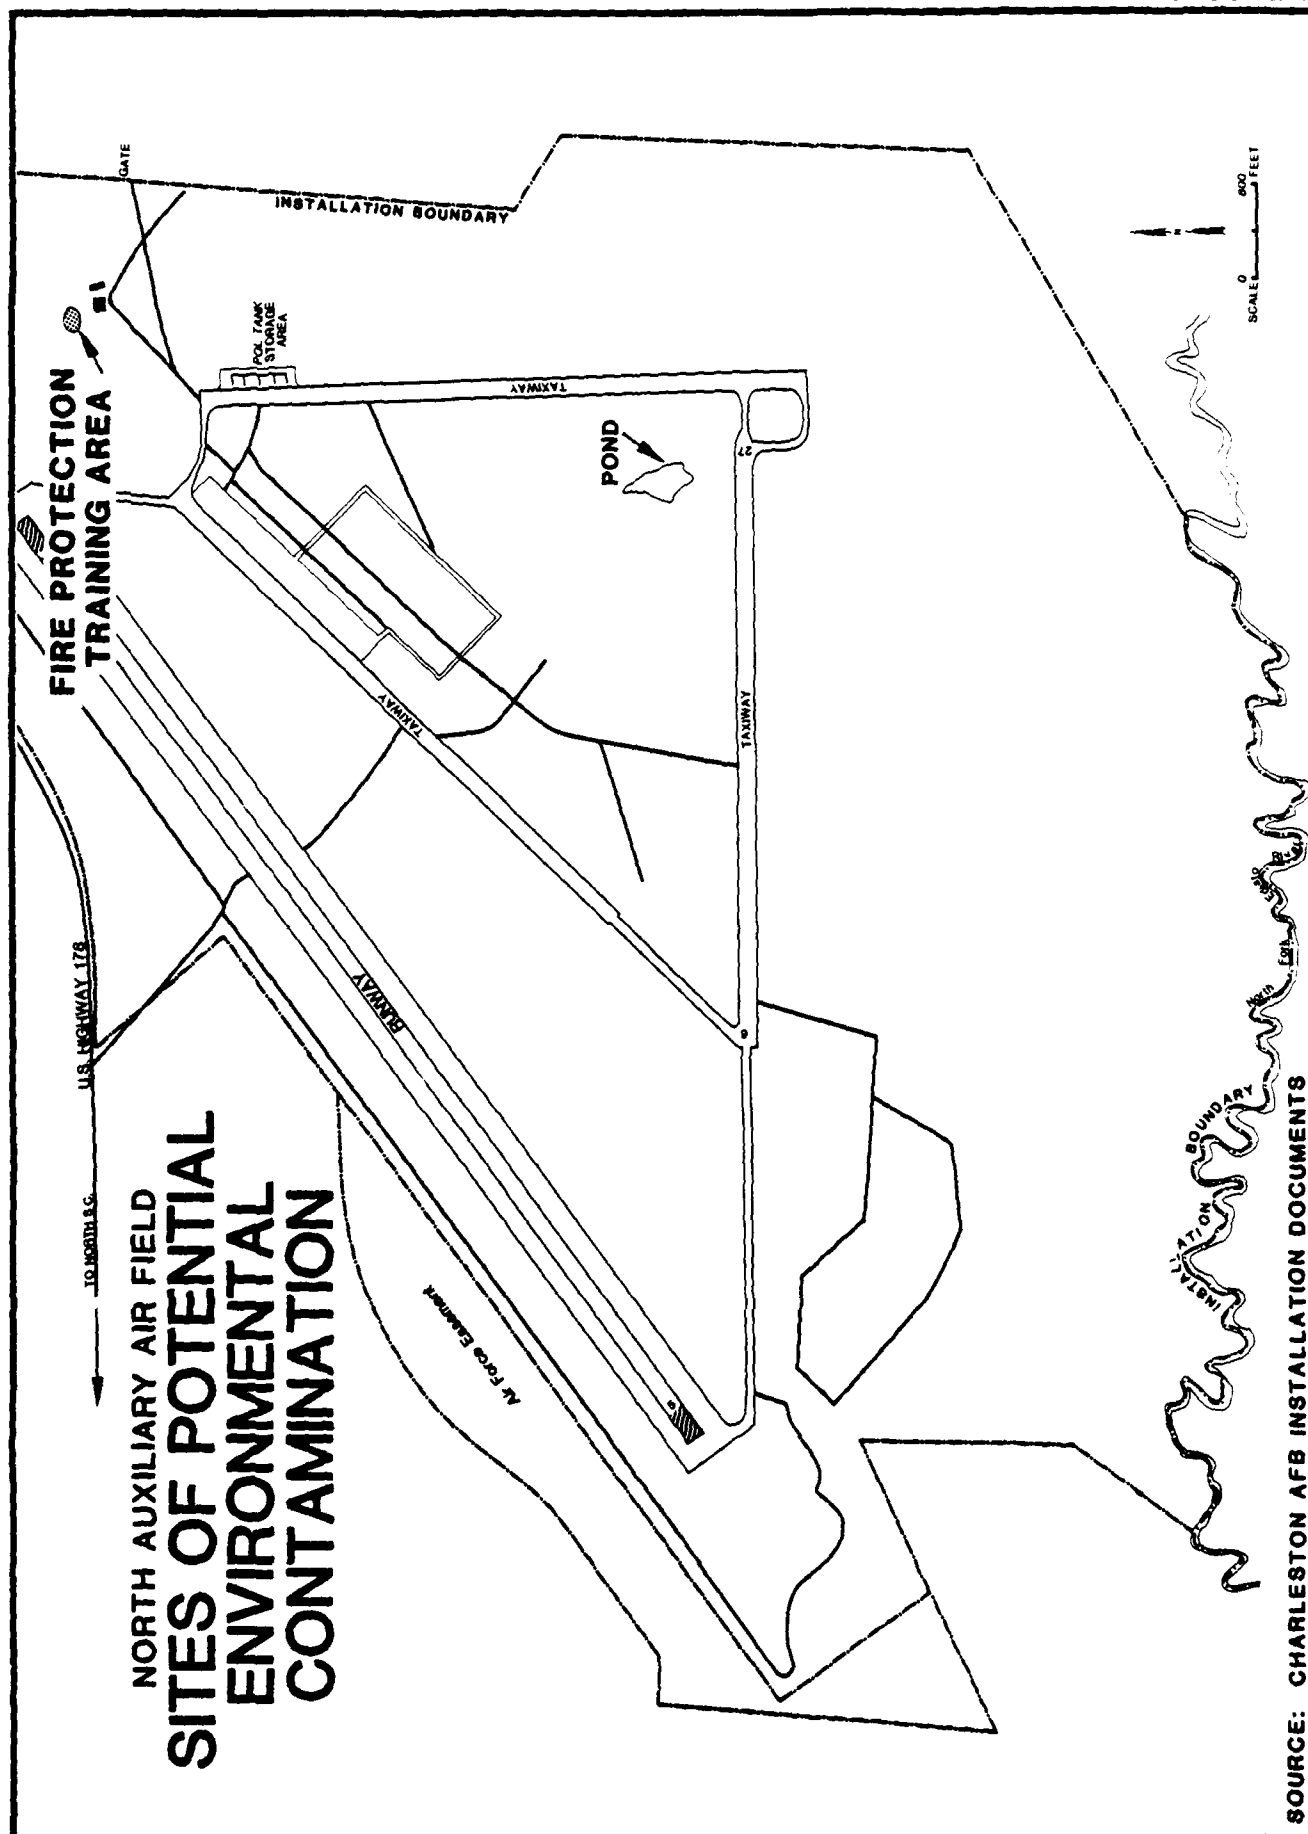 NORTH AUXILIARY AIR FIELD
SITES OF POTENTIAL
ENVIRONMENTAL
CONTAMINATION
TO NORTH S.C.
U.S. HIGHWAY 178
FIRE PROTECTION
TRAINING AREA
GATE
INSTALLATION BOUNDARY
POL TANK
STORAGE
AREA
TAXIWAY
TAXIWAY
RUNWAY
POND
27
TAXIWAY
6
Air Force Easement
INSTALLATION
BOUNDARY
North
Fork
Edisto
N
SCALE 0 600 FEET
SOURCE: CHARLESTON AFB INSTALLATION DOCUMENTS